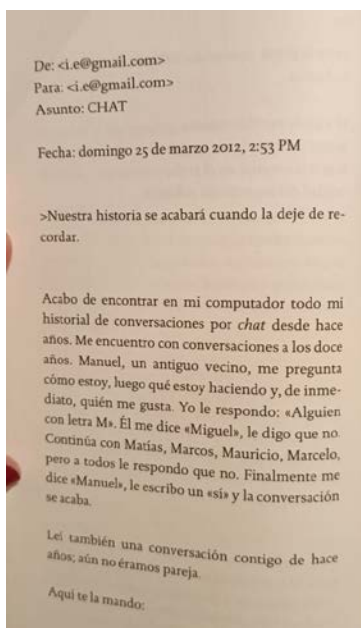 De: <i.e@gmail.com>
Para: <i.e@gmail.com>
Asunto: CHAT
Fecha: domingo 25 de marzo 2012, 2:53 PM
>Nuestra historia se acabará cuando la deje de re-
cordar.
Acabo de encontrar en mi computador todo mi
historial de conversaciones por chat desde hace
años. Me encuentro con conversaciones a los doce
años. Manuel, un antiguo vecino, me pregunta
cómo estoy, luego qué estoy haciendo y, de inme-
diato, quién me gusta. Yo le respondo: «Alguien
con letra M». Él me dice «Miguel», le digo que no.
Continúa con Matías, Marcos, Mauricio, Marcelo,
pero a todos le respondo que no. Finalmente me
dice «Manuel», le escribo un «sí» y la conversación
se acaba.
Leí también una conversación contigo de hace
años; aún no éramos pareja.
Aquí te la mando: